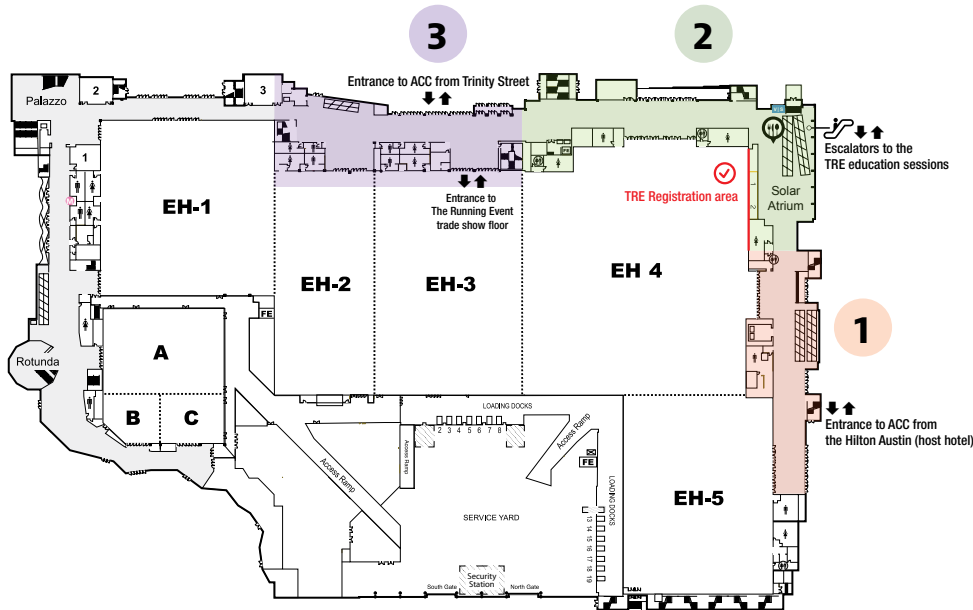 3
2
Entrance to ACC from Trinity Street
Palazzo
2
3
Escalators to the
TRE education sessions
1
TRE Registration area
1
2
Solar
Atrium
Entrance to
The Running Event
trade show floor
EH-1
EH-2
EH-3
EH 4
FE
1
Rotunda
A
B
C
Entrance to ACC from
the Hilton Austin (host hotel)
LOADING DOCKS
2 3 4 5 6 7 8
Access Ramp
Access Ramp
Access Ramp
FE
LOADING DOCKS
13
14
15
16
17
18
19
EH-5
SERVICE YARD
Security
Station
South Gate
North Gate